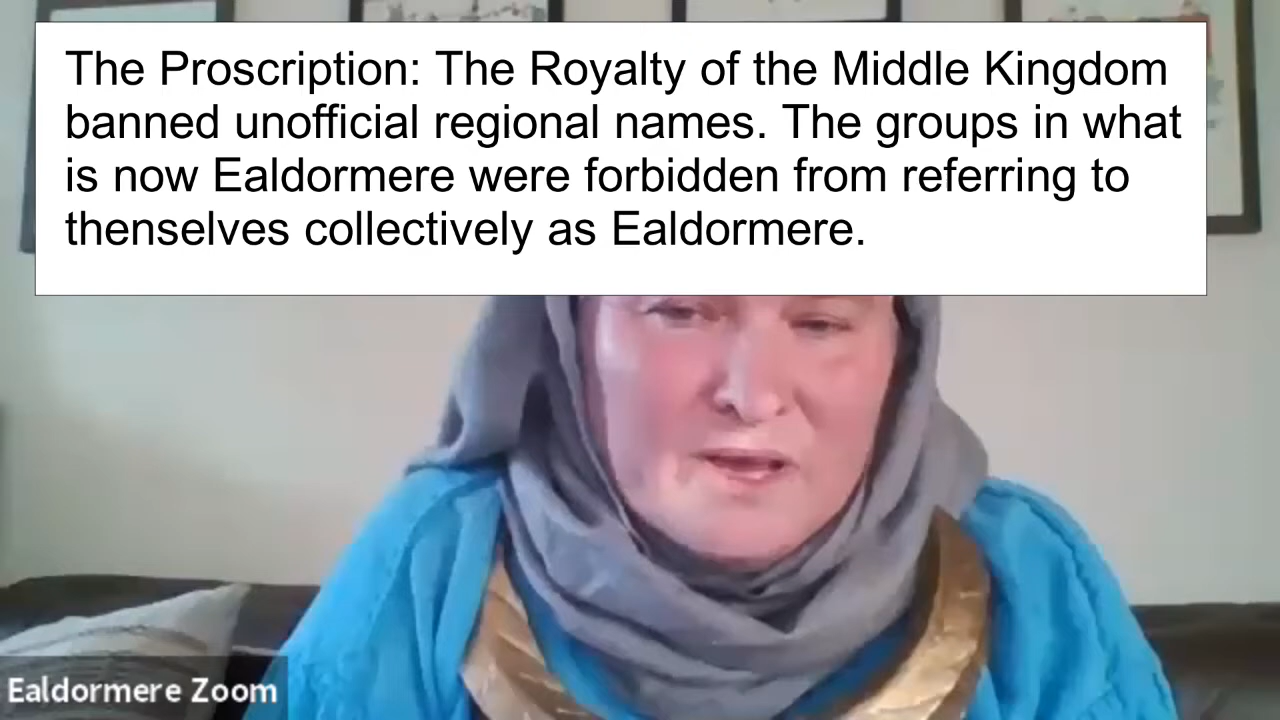 The Proscription: The Royalty of the Middle Kingdom
banned unofficial regional names. The groups in what
is now Ealdormere were forbidden from referring to
thenselves collectively as Ealdormere.
Ealdormere Zoom